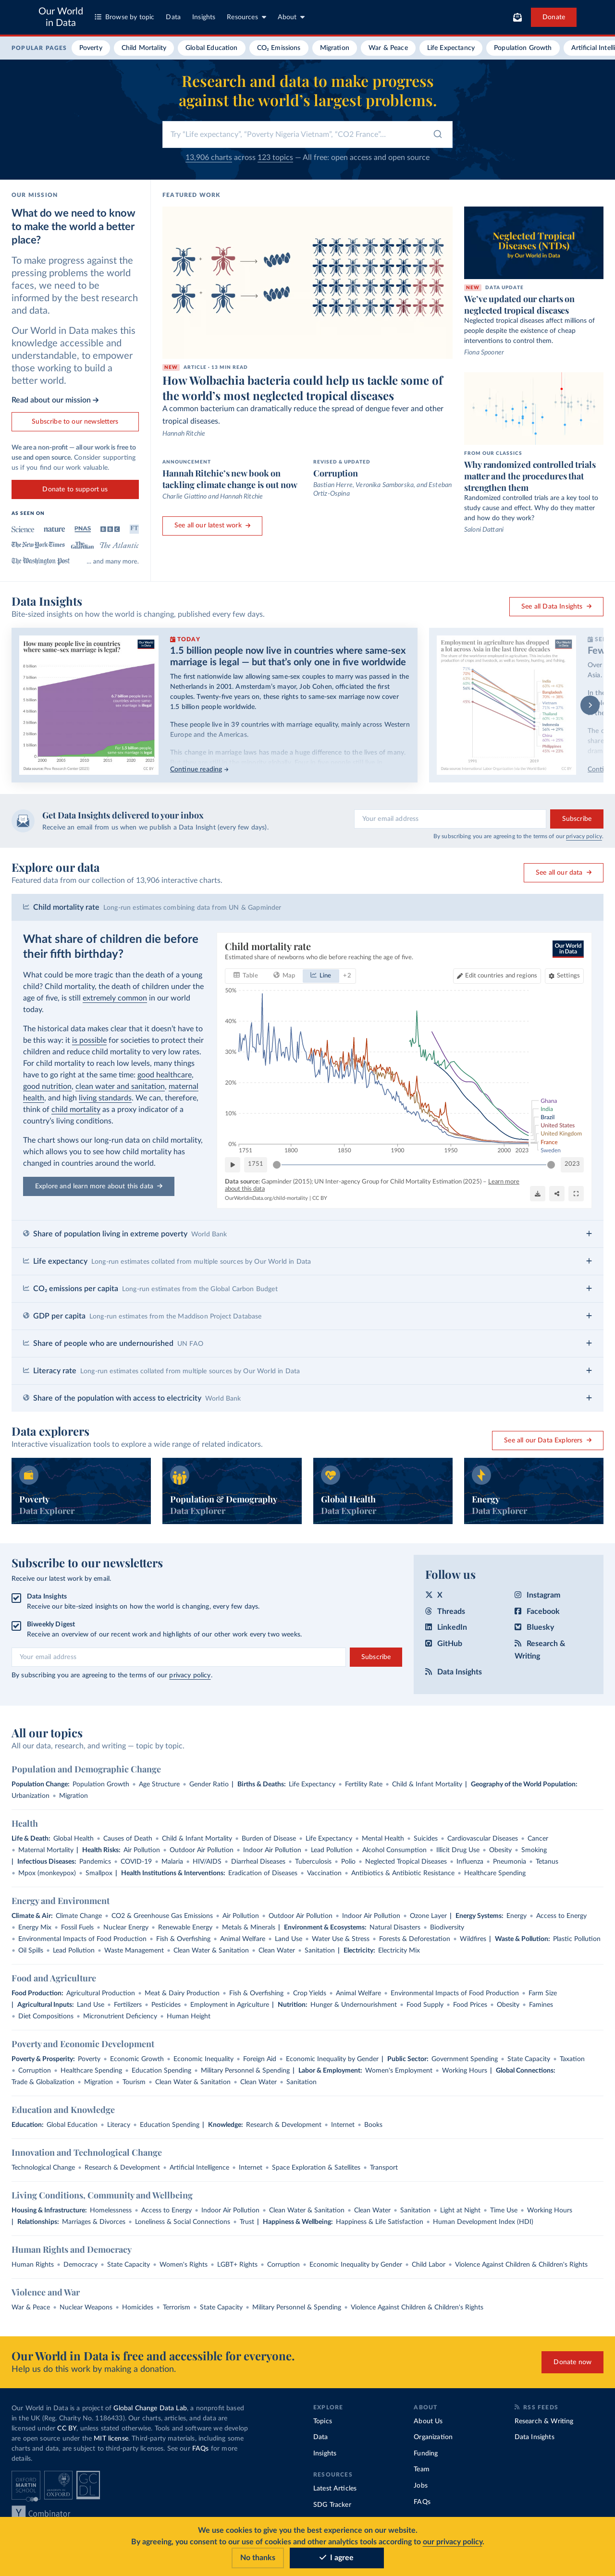 Our World
in Data
Browse by topic
Data
Insights
Resources
About
Donate
POPULAR PAGES
Poverty
Child Mortality
Global Education
CO₂ Emissions
Migration
War & Peace
Life Expectancy
Population Growth
Artificial Intelli
Research and data to make progress
against the world's largest problems.
Try "Life expectancy", "Poverty Nigeria Vietnam", "CO2 France"...
13,906 charts across 123 topics — All free: open access and open source
OUR MISSION
What do we need to
know to make the world a better
place?
To make progress against the
pressing problems the world
faces, we need to be
informed by the best research
and data.
Our World in Data makes this
knowledge accessible and
understandable, to empower
those working to build a
better world.
Read about our mission →
Subscribe to our newsletters
We are a non-profit — all our work is free to
use and open source. Consider supporting
us if you find our work valuable.
Donate to support us
AS SEEN ON
Science
nature
PNAS
BBC
FT
The New York Times
The Guardian
The Atlantic
The Washington Post
... and many more.
FEATURED WORK
NEW ARTICLE • 13 MIN READ
How Wolbachia bacteria could help us tackle some of
the world's most neglected tropical diseases
A common bacterium can dramatically reduce the spread of dengue fever and other
tropical diseases.
Hannah Ritchie
ANNOUNCEMENT
Hannah Ritchie's new book on
tackling climate change is out now
Charlie Giattino and Hannah Ritchie
REVISED & UPDATED
Corruption
Bastian Herre, Veronika Samborska, and Esteban
Ortiz-Ospina
See all our latest work →
Neglected Tropical
Diseases (NTDs)
by Our World in Data
NEW DATA UPDATE
We've updated our charts on
neglected tropical diseases
Neglected tropical diseases affect millions of
people despite the existence of cheap
interventions to control them.
Fiona Spooner
FROM OUR CLASSICS
Why randomized controlled trials
matter and the procedures that
strengthen them
Randomized controlled trials are a key tool to
study cause and effect. Why do they matter
and how do they work?
Saloni Dattani
Data Insights
Bite-sized insights on how the world is changing, published every few days.
See all Data Insights →
How many people live in countries
where same-sex marriage is legal?
TODAY
1.5 billion people now live in countries where same-sex
marriage is legal — but that's only one in five worldwide
The first nationwide law allowing same-sex couples to marry was passed in the
Netherlands in 2001. Amsterdam's mayor, Job Cohen, officiated the first
couples. Twenty-five years on, these rights to same-sex marriage now cover
1.5 billion people worldwide.
These people live in 39 countries with marriage equality, mainly across Western
Europe and the Americas.
This change in marriage laws has made a huge difference to the lives of many
Continue reading →
Employment in agriculture has dropped
a lot across Asia in the last three decades
Few
Over
Asia.
In the
Get Data Insights delivered to your inbox
Receive an email from us when we publish a Data Insight (every few days).
Your email address
Subscribe
By subscribing you are agreeing to the terms of our privacy policy.
Explore our data
Featured data from our collection of 13,906 interactive charts.
See all our data →
Child mortality rate Long-run estimates combining data from UN & Gapminder
What share of children die before
their fifth birthday?
What could be more tragic than the death of a young
child? Child mortality, the death of children under the
age of five, is still extremely common in our world
today.
The historical data makes clear that it doesn't have to
be this way: it is possible for societies to protect their
children and reduce child mortality to very low rates.
For child mortality to reach low levels, many things
have to go right at the same time: good healthcare,
good nutrition, clean water and sanitation, maternal
health, and high living standards. We can, therefore,
think of child mortality as a proxy indicator of a
country's living conditions.
The chart shows our long-run data on child mortality,
which allows you to see how child mortality has
changed in countries around the world.
Explore and learn more about this data →
Child mortality rate
Estimated share of newborns who die before reaching the age of five.
Our World
in Data
Table
Map
Line
+2
Edit countries and regions
Settings
50%
40%
30%
20%
10%
0%
1751
1800
1850
1900
1950
2000
2023
Ghana
India
Brazil
United States
United Kingdom
France
Sweden
1751
2023
Data source: Gapminder (2015); UN Inter-agency Group for Child Mortality Estimation (2025) – Learn more
about this data
OurWorldinData.org/child-mortality | CC BY
Share of population living in extreme poverty World Bank
Life expectancy Long-run estimates collated from multiple sources by Our World in Data
CO₂ emissions per capita Long-run estimates from the Global Carbon Budget
GDP per capita Long-run estimates from the Maddison Project Database
Share of people who are undernourished UN FAO
Literacy rate Long-run estimates collated from multiple sources by Our World in Data
Share of the population with access to electricity World Bank
Data explorers
Interactive visualization tools to explore a wide range of related indicators.
See all our Data Explorers →
Poverty
Data Explorer
Population & Demography
Data Explorer
Global Health
Data Explorer
Energy
Data Explorer
Subscribe to our newsletters
Receive our latest work by email.
Data Insights
Receive our bite-sized insights on how the world is changing, every few days.
Biweekly Digest
Receive an overview of our recent work and highlights of our other work every two weeks.
Your email address
Subscribe
By subscribing you are agreeing to the terms of our privacy policy.
Follow us
X
Instagram
Threads
Facebook
LinkedIn
Bluesky
GitHub
Research &
Writing
Data Insights
All our topics
All our data, research, and writing — topic by topic.
Population and Demographic Change
Population Change: Population Growth • Age Structure • Gender Ratio | Births & Deaths: Life Expectancy • Fertility Rate • Child & Infant Mortality | Geography of the World Population:
Urbanization • Migration
Health
Life & Death: Global Health • Causes of Death • Child & Infant Mortality • Burden of Disease • Life Expectancy • Mental Health • Suicides • Cardiovascular Diseases • Cancer
• Maternal Mortality | Health Risks: Air Pollution • Outdoor Air Pollution • Indoor Air Pollution • Lead Pollution • Alcohol Consumption • Illicit Drug Use • Obesity • Smoking
| Infectious Diseases: Pandemics • COVID-19 • Malaria • HIV/AIDS • Diarrheal Diseases • Tuberculosis • Polio • Neglected Tropical Diseases • Influenza • Pneumonia • Tetanus
• Mpox (monkeypox) • Smallpox | Health Institutions & Interventions: Eradication of Diseases • Vaccination • Antibiotics & Antibiotic Resistance • Healthcare Spending
Energy and Environment
Climate & Air: Climate Change • CO2 & Greenhouse Gas Emissions • Air Pollution • Outdoor Air Pollution • Indoor Air Pollution • Ozone Layer | Energy Systems: Energy • Access to Energy
• Energy Mix • Fossil Fuels • Nuclear Energy • Renewable Energy • Metals & Minerals | Environment & Ecosystems: Natural Disasters • Biodiversity
• Environmental Impacts of Food Production • Fish & Overfishing • Animal Welfare • Land Use • Water Use & Stress • Forests & Deforestation • Wildfires | Waste & Pollution: Plastic Pollution
• Oil Spills • Lead Pollution • Waste Management • Clean Water & Sanitation • Clean Water • Sanitation | Electricity: Electricity Mix
Food and Agriculture
Food Production: Agricultural Production • Meat & Dairy Production • Fish & Overfishing • Crop Yields • Animal Welfare • Environmental Impacts of Food Production • Farm Size
| Agricultural Inputs: Land Use • Fertilizers • Pesticides • Employment in Agriculture | Nutrition: Hunger & Undernourishment • Food Supply • Food Prices • Obesity • Famines
• Diet Compositions • Micronutrient Deficiency • Human Height
Poverty and Economic Development
Poverty & Prosperity: Poverty • Economic Growth • Economic Inequality • Foreign Aid • Economic Inequality by Gender | Public Sector: Government Spending • State Capacity • Taxation
• Corruption • Healthcare Spending • Education Spending • Military Personnel & Spending | Labor & Employment: Women's Employment • Working Hours | Global Connections:
Trade & Globalization • Migration • Tourism • Clean Water & Sanitation • Clean Water • Sanitation
Education and Knowledge
Education: Global Education • Literacy • Education Spending | Knowledge: Research & Development • Internet • Books
Innovation and Technological Change
Technological Change • Research & Development • Artificial Intelligence • Internet • Space Exploration & Satellites • Transport
Living Conditions, Community and Wellbeing
Housing & Infrastructure: Homelessness • Access to Energy • Indoor Air Pollution • Clean Water & Sanitation • Clean Water • Sanitation • Light at Night • Time Use • Working Hours
| Relationships: Marriages & Divorces • Loneliness & Social Connections • Trust | Happiness & Wellbeing: Happiness & Life Satisfaction • Human Development Index (HDI)
Human Rights and Democracy
Human Rights • Democracy • State Capacity • Women's Rights • LGBT+ Rights • Corruption • Economic Inequality by Gender • Child Labor • Violence Against Children & Children's Rights
Violence and War
War & Peace • Nuclear Weapons • Homicides • Terrorism • State Capacity • Military Personnel & Spending • Violence Against Children & Children's Rights
Our World in Data is free and accessible for everyone.
Help us do this work by making a donation.
Donate now
Our World in Data is a project of Global Change Data Lab, a nonprofit based
in the UK (Reg. Charity No. 1186433). Our charts, articles, and data are
licensed under CC BY, unless stated otherwise. Tools and software we develop
are open source under the MIT license. Third-party materials, including some
charts and data, are subject to third-party licenses. See our FAQs for more
details.
OXFORD
MARTIN
SCHOOL
UNIVERSITY OF
OXFORD
GC
DL
Y Combinator
EXPLORE
Topics
Data
Insights
RESOURCES
Latest Articles
SDG Tracker
ABOUT
About Us
Organization
Funding
Team
Jobs
FAQs
RSS FEEDS
Research & Writing
Data Insights
We use cookies to give you the best experience on our website.
By agreeing, you consent to our use of cookies and other analytics tools according to our privacy policy.
No thanks
I agree